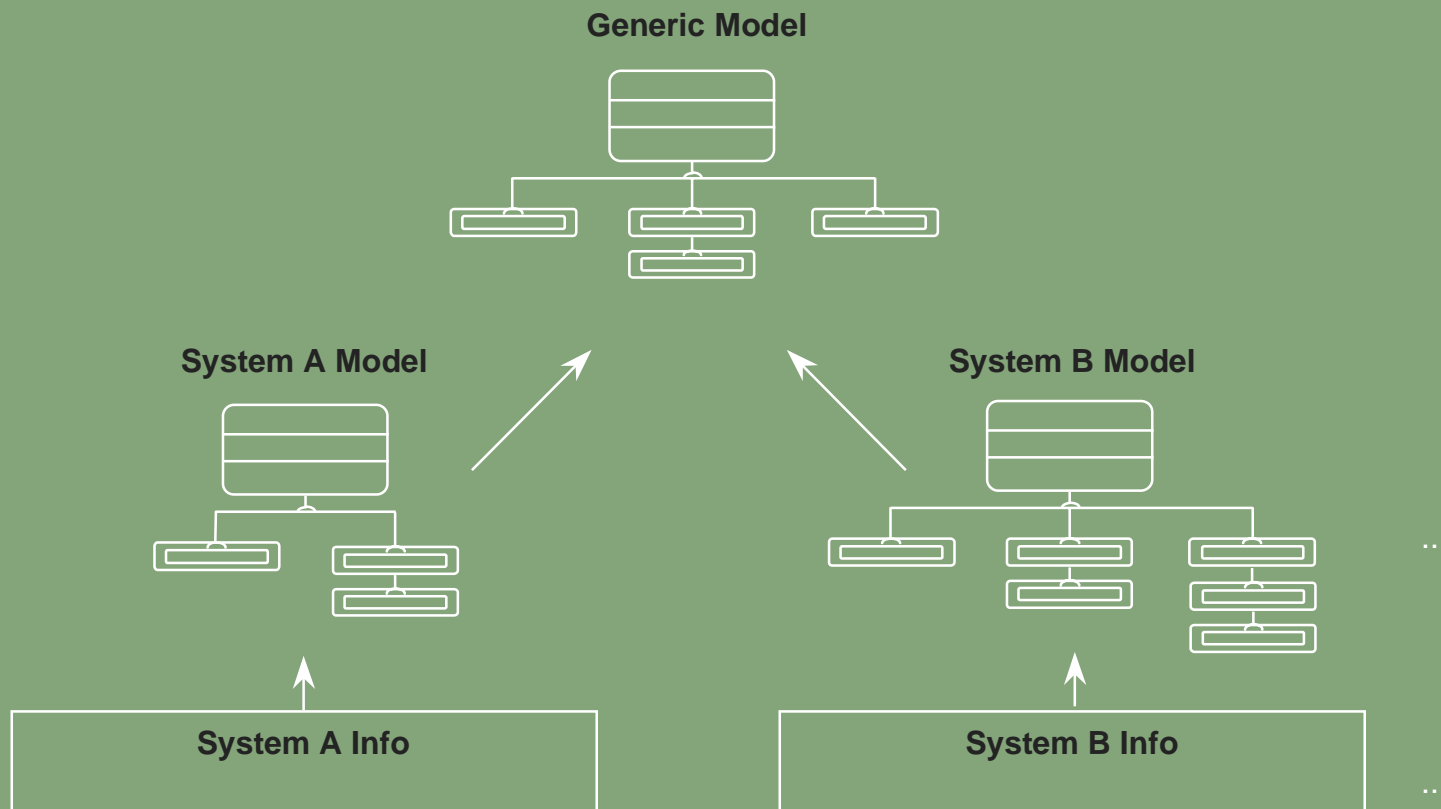 Generic Model
System A Model
System B Model
..
System A Info
System B Info
..